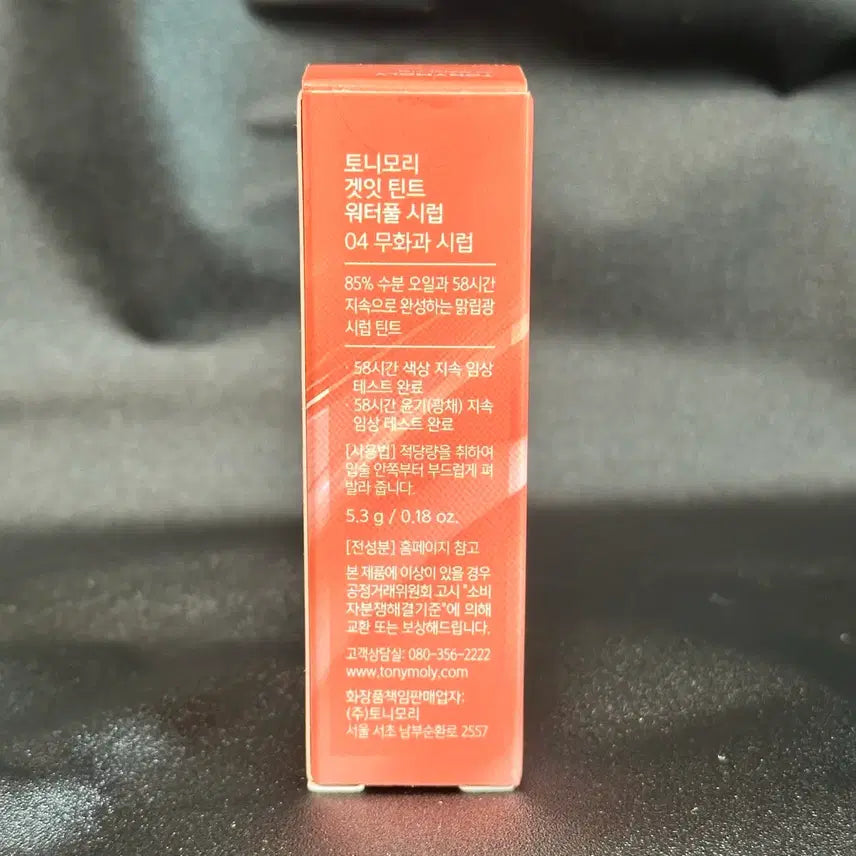 TONYMOLY
토니모리
겟잇 틴트
워터풀 시럽
04 무화과 시럽
85% 수분 오일과 58시간
지속으로 완성하는 맑립광
시럽 틴트
· 58시간 색상 지속 임상
테스트 완료
· 58시간 윤기(광채) 지속
임상 테스트 완료
[사용법] 적당량을 취하여
입술 안쪽부터 부드럽게 펴
발라 줍니다.
5.3 g / 0.18 oz.
[전성분] 홈페이지 참고
본 제품에 이상이 있을 경우
공정거래위원회 고시 "소비
자분쟁해결기준"에 의해
교환 또는 보상해드립니다.
고객상담실: 080-356-2222
www.tonymoly.com
화장품책임판매업자:
(주)토니모리
서울 서초 남부순환로 2557